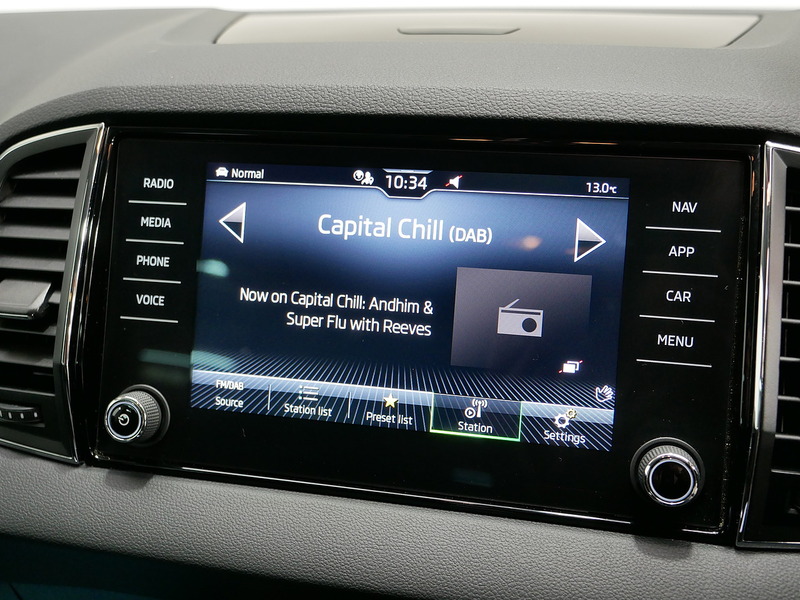 RADIO
MEDIA
PHONE
VOICE
Normal
10:34
13.0°C
Capital Chill (DAB)
Now on Capital Chill: Andhim &
Super Flu with Reeves
FM/DAB
Source
Station list
Preset list
Station
Settings
NAV
APP
CAR
MENU